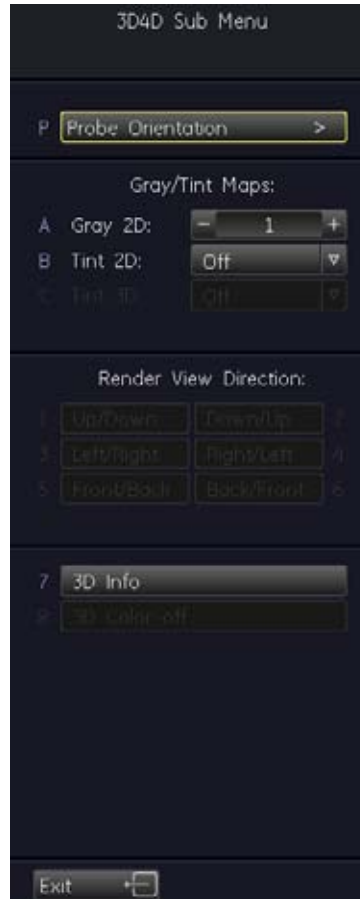 3D4D Sub Menu
P Probe Orientation >
Gray/Tint Maps:
A Gray 2D: - 1 +
B Tint 2D: Off
C Tint 3D: Off
Render View Direction:
1 Up/Down Down/Up 2
3 Left/Right Right/Left 4
5 Front/Back Back/Front 6
7 3D Info
8 3D Color off
Exit